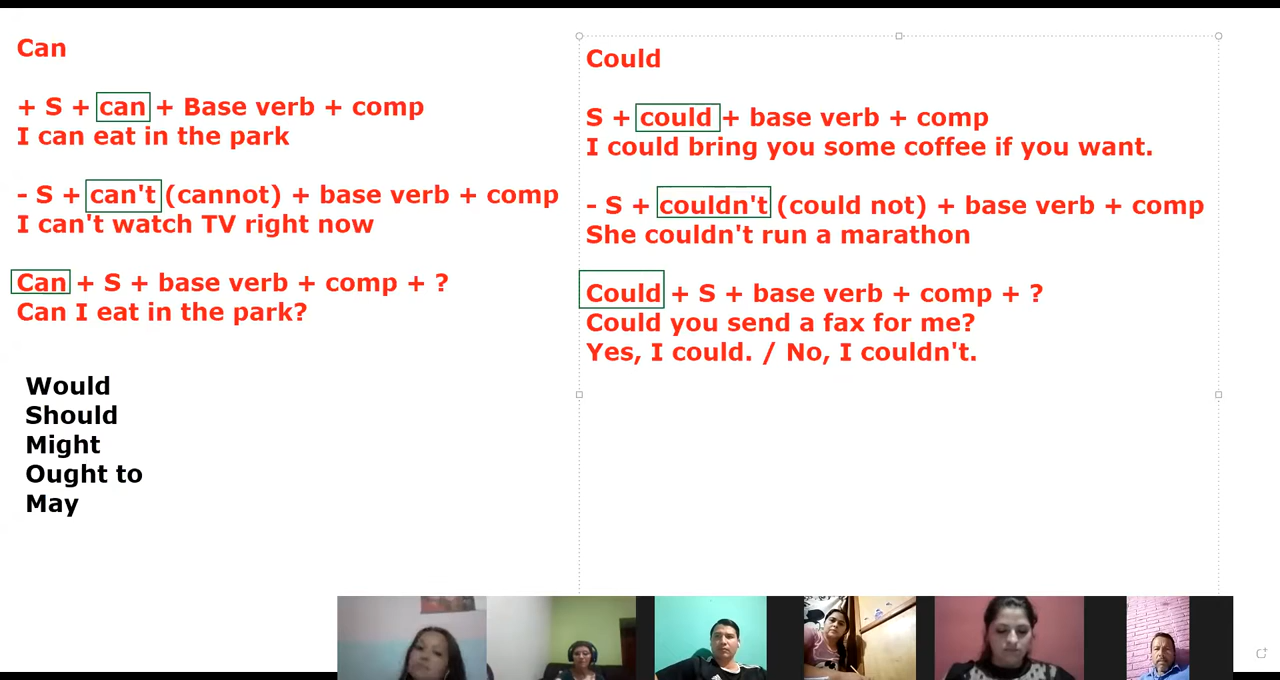 Can
+ S + can + Base verb + comp
I can eat in the park
- S + can't (cannot) + base verb + comp
I can't watch TV right now
Can + S + base verb + comp + ?
Can I eat in the park?
Would
Should
Might
Ought to
May
Could
S + could + base verb + comp
I could bring you some coffee if you want.
- S + couldn't (could not) + base verb + comp
She couldn't run a marathon
Could + S + base verb + comp + ?
Could you send a fax for me?
Yes, I could. / No, I couldn't.